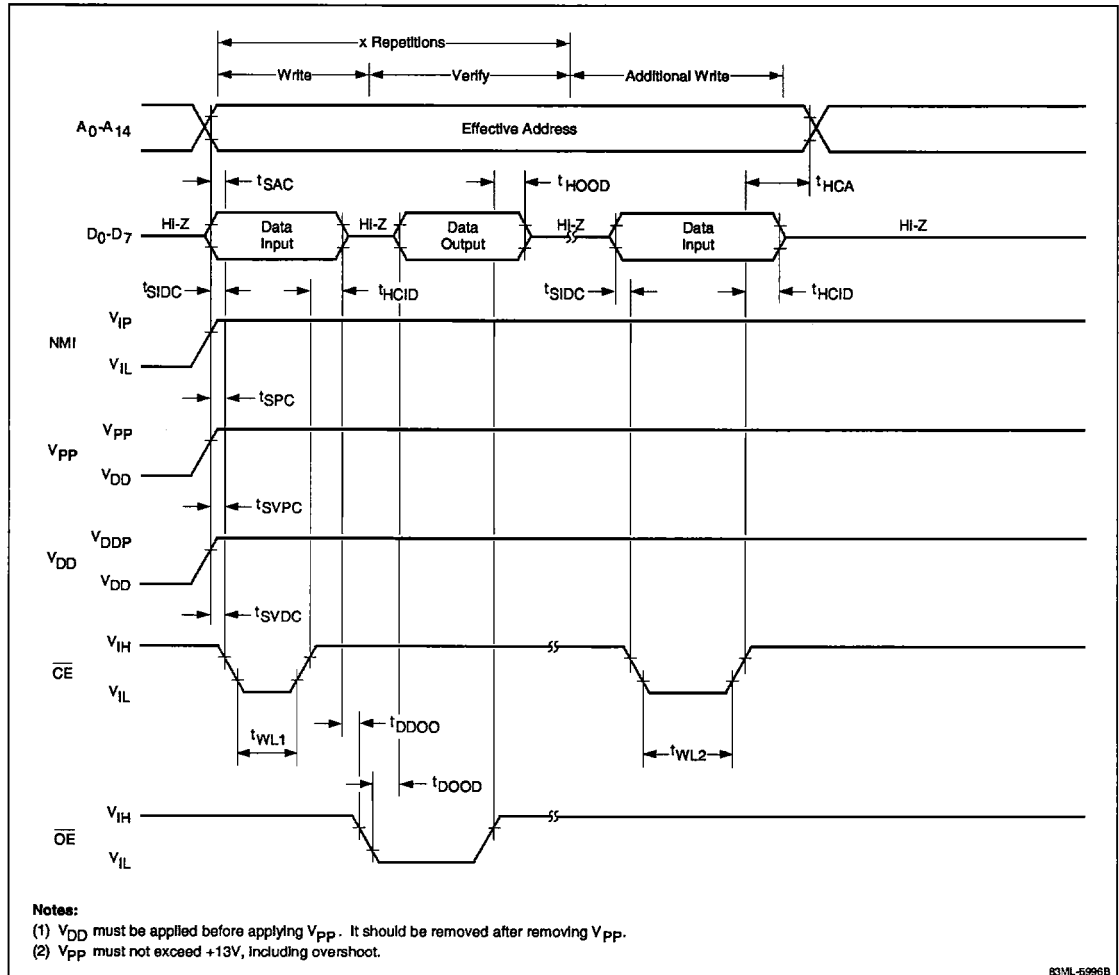 x Repetitions
Write Verify Additional Write
A0-A14 Effective Address
tSAC tHOOD tHCA
D0-D7 HI-Z Data Input HI-Z Data Output HI-Z Data Input HI-Z
tSIDC tHCID tSIDC tHCID
NMI VIP
VIL
tSPC
VPP VPP
VDD
tSVPC
VDD VDDP
VDD
tSVDC
CE VIH
VIL
tWL1 tDDOO tWL2
tDOOD
OE VIH
VIL
Notes:
(1) VDD must be applied before applying VPP. It should be removed after removing VPP.
(2) VPP must not exceed +13V, including overshoot.
83ML-5996B